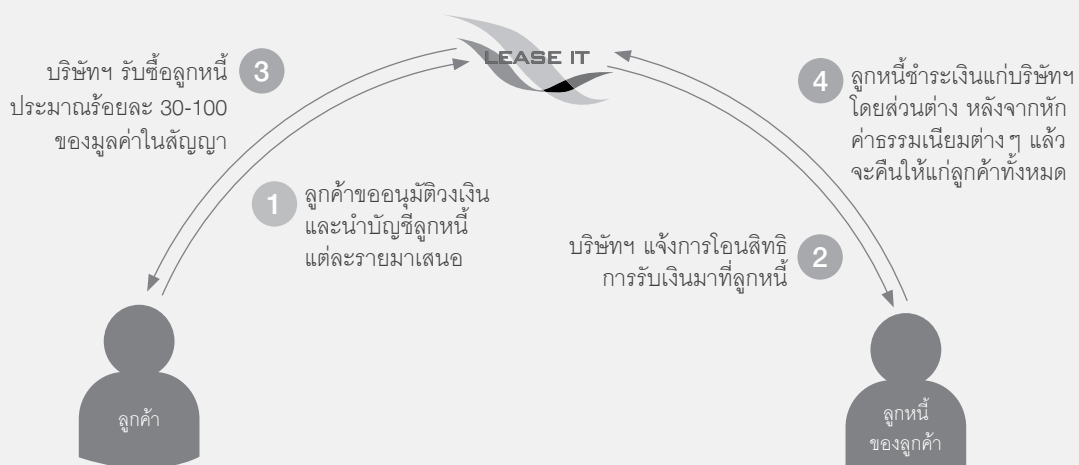 LEASE IT
3
บริษัทฯ รับซื้อลูกหนี้
ประมาณร้อยละ 30-100
ของมูลค่าในสัญญา
4
ลูกหนี้ชำระเงินแก่บริษัทฯ
โดยส่วนต่าง หลังจากหัก
ค่าธรรมเนียมต่างๆ แล้ว
จะคืนให้แก่ลูกค้าทั้งหมด
1
ลูกค้าขออนุมัติวงเงิน
และนำบัญชีลูกหนี้
แต่ละรายมาเสนอ
2
บริษัทฯ แจ้งการโอนสิทธิ
การรับเงินมาที่ลูกหนี้
ลูกค้า
ลูกหนี้
ของลูกค้า